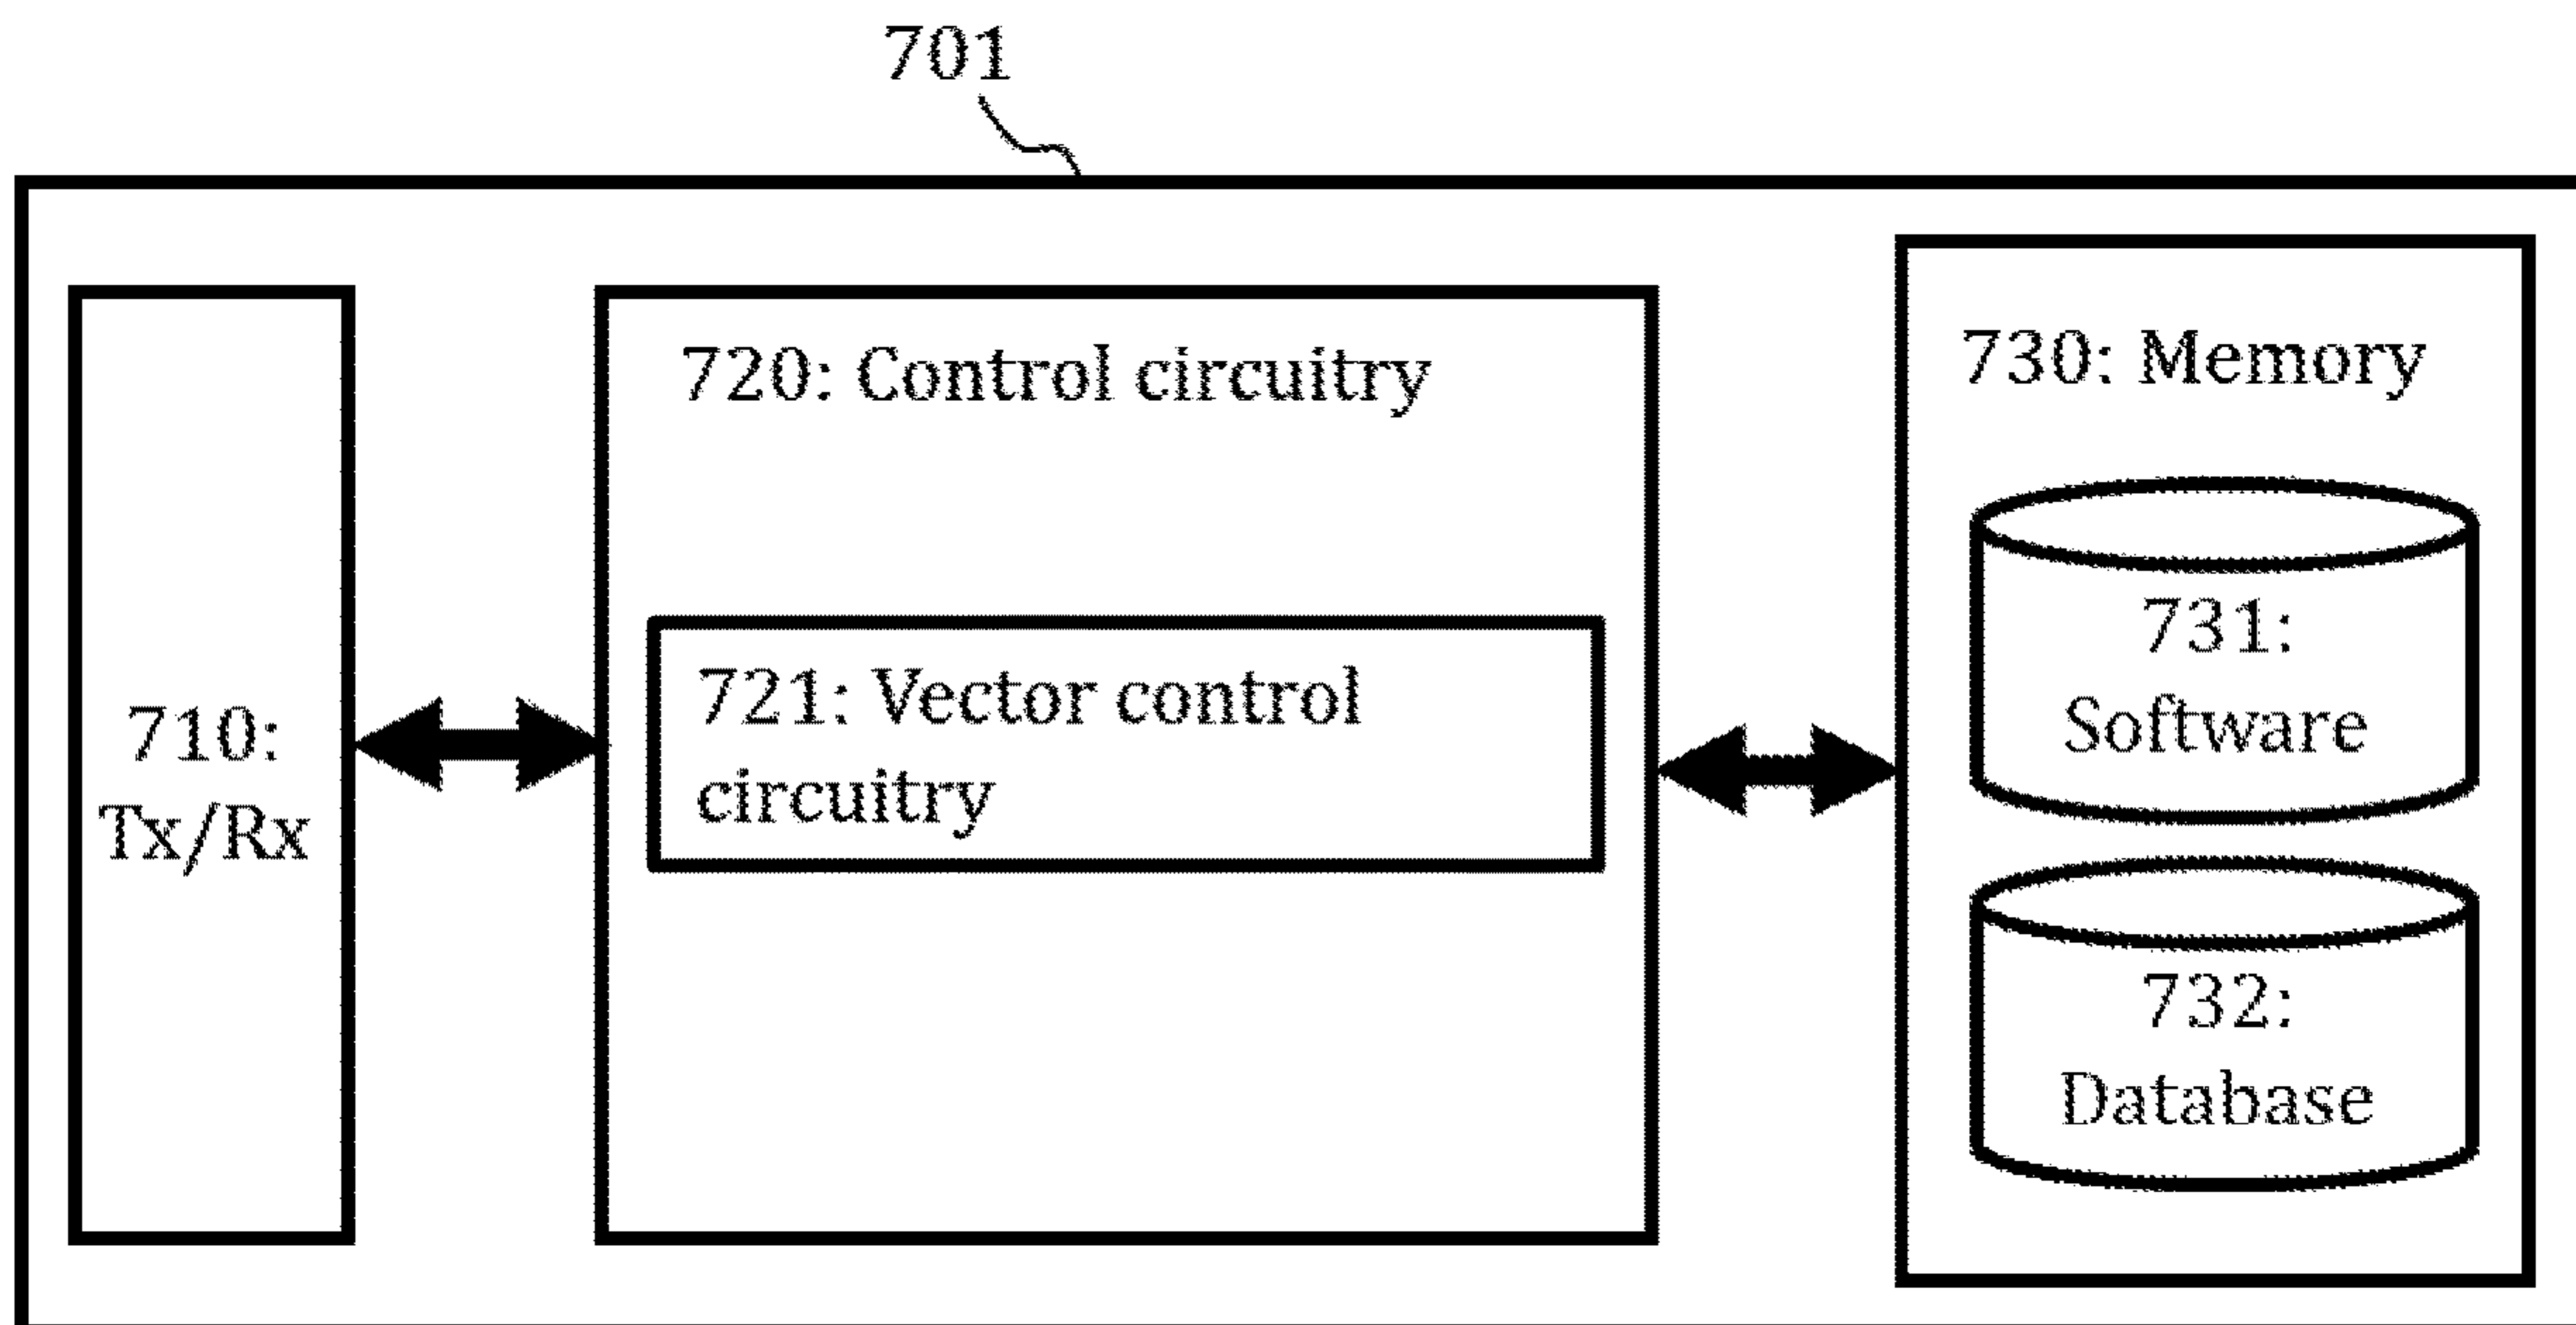 701
710:
Tx/Rx
720: Control circuitry
721: Vector control
circuitry
730: Memory
731:
Software
732:
Database